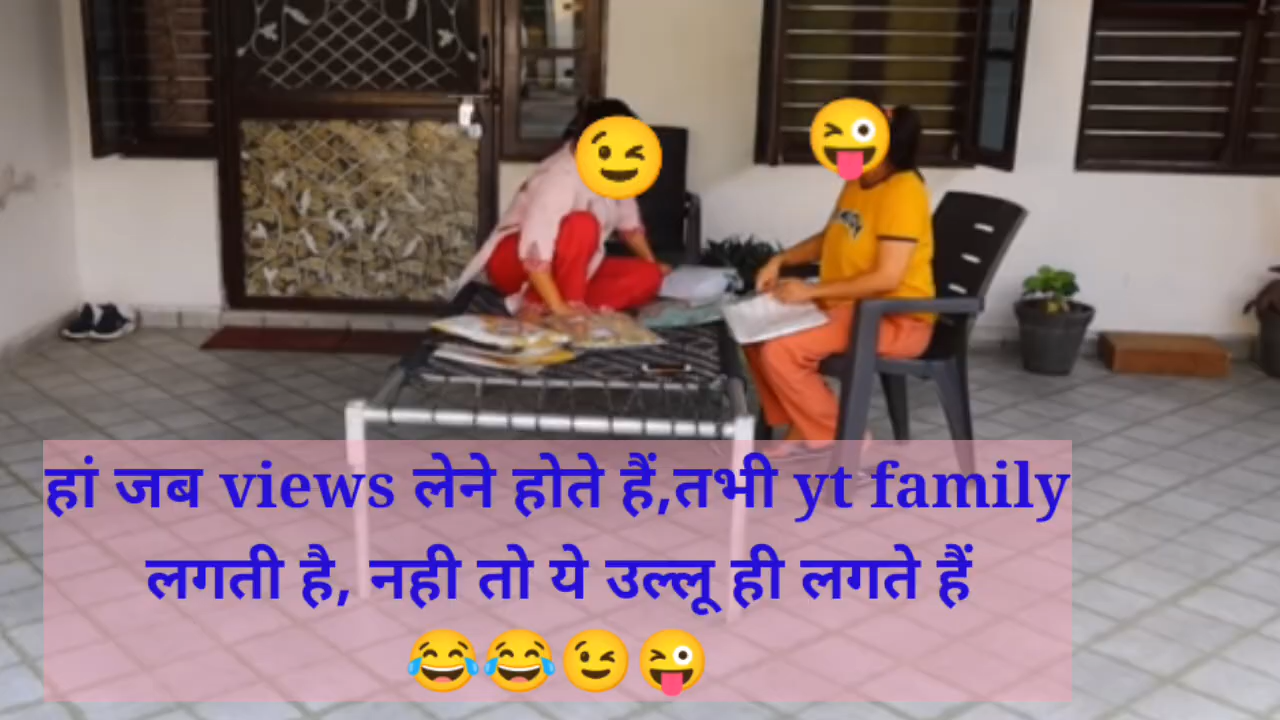 हां जब views लेने होते हैं,तभी yt family
लगती है, नही तो ये उल्लू ही लगते हैं
😂😂😉😜